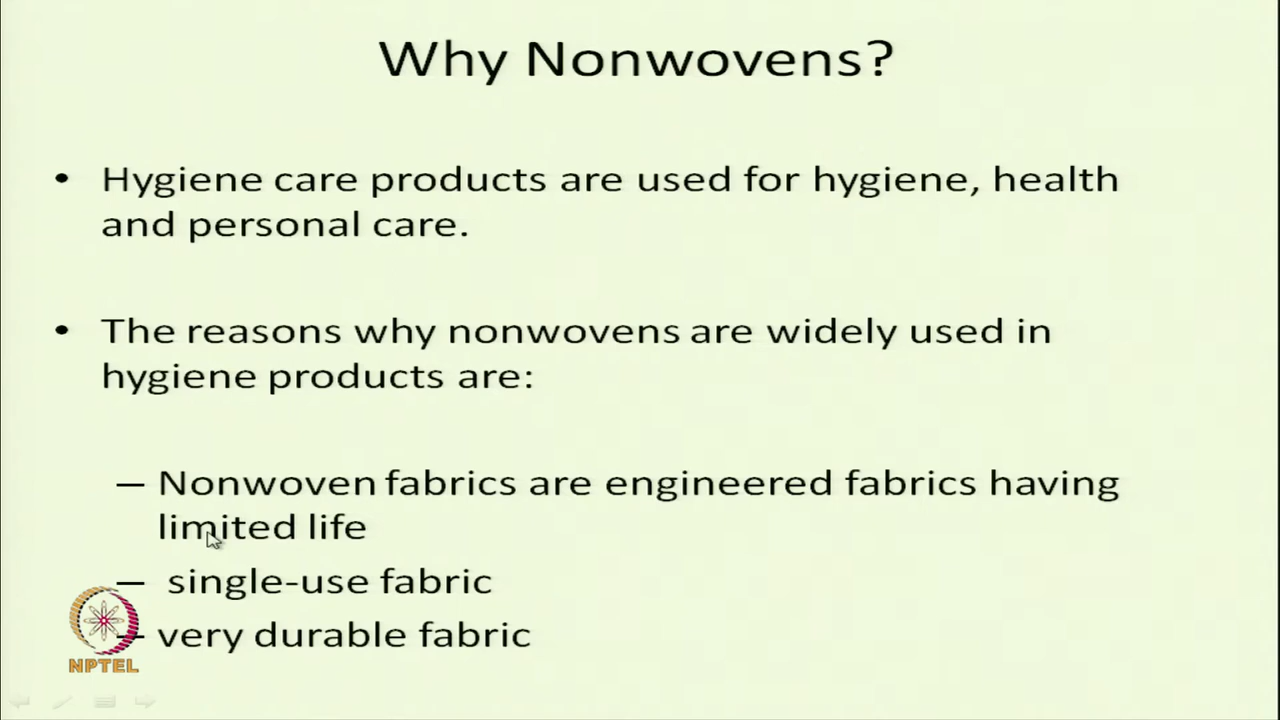 Why Nonwovens?
• Hygiene care products are used for hygiene, health
and personal care.
• The reasons why nonwovens are widely used in
hygiene products are:
– Nonwoven fabrics are engineered fabrics having
limited life
– single-use fabric
– very durable fabric
NPTEL